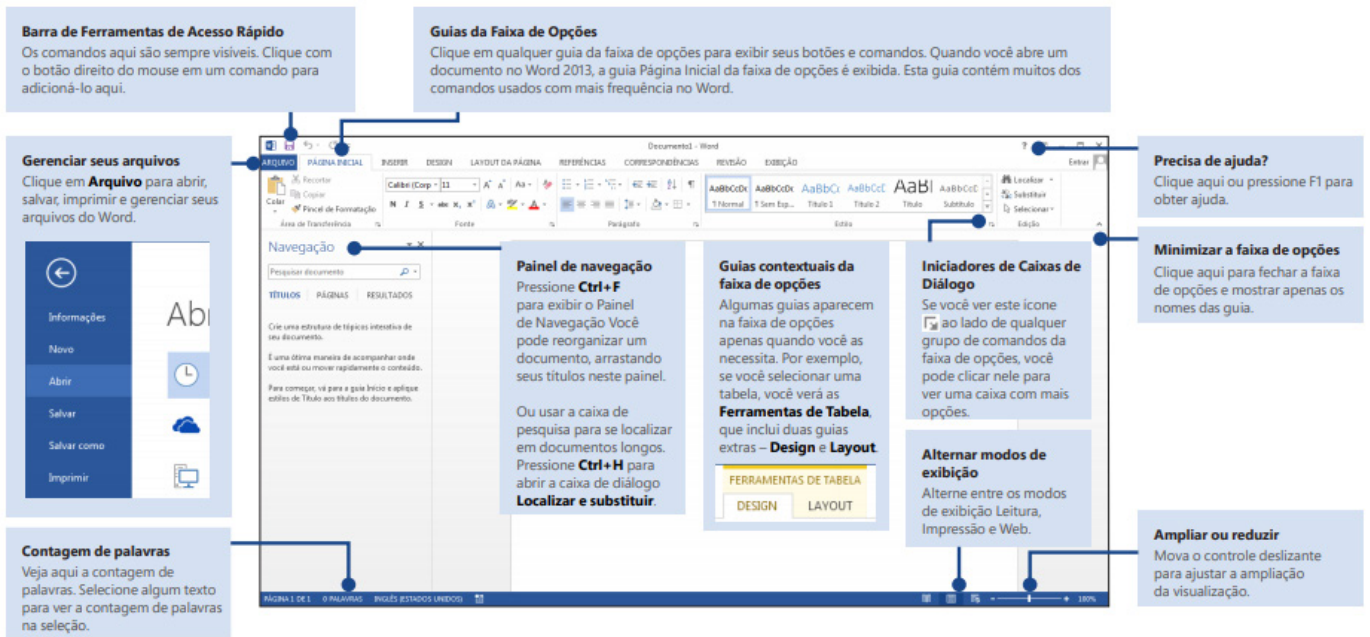 Barra de Ferramentas de Acesso Rápido
Os comandos aqui são sempre visíveis. Clique com
o botão direito do mouse em um comando para
adicioná-lo aqui.
Guias da Faixa de Opções
Clique em qualquer guia da faixa de opções para exibir seus botões e comandos. Quando você abre um
documento no Word 2013, a guia Página Inicial da faixa de opções é exibida. Esta guia contém muitos dos
comandos usados com mais frequência no Word.
Gerenciar seus arquivos
Clique em Arquivo para abrir,
salvar, imprimir e gerenciar seus
arquivos do Word.
Informações
Novo
Abrir
Salvar
Salvar como
Imprimir
Abr
Contagem de palavras
Veja aqui a contagem de
palavras. Selecione algum texto
para ver a contagem de palavras
na seleção.
Documento1 - Word
?
ARQUIVO PÁGINA INICIAL INSERIR DESIGN LAYOUT DA PÁGINA REFERÊNCIAS CORRESPONDÊNCIAS REVISÃO EXIBIÇÃO Entrar
Colar
Recortar
Copiar
Pincel de Formatação
Área de Transferência
Calibri (Corp 11
N I S abc x, x²
Fonte
Parágrafo
AaBbCcDc AaBbCcDc AaBbCc AaBbCcC AaBl AaBbCcC
¶ Normal ¶ Sem Esp... Título 1 Título 2 Título Subtítulo
Estilo
Localizar
Substituir
Selecionar
Edição
Navegação
Pesquisar documento
TÍTULOS PÁGINAS RESULTADOS
Crie uma estrutura de tópicos interativa de
seu documento.
É uma ótima maneira de acompanhar onde
você está ou mover rapidamente o conteúdo.
Para começar, vá para a guia Início e aplique
estilos de Título aos títulos do documento.
Painel de navegação
Pressione Ctrl+F
para exibir o Painel
de Navegação Você
pode reorganizar um
documento, arrastando
seus títulos neste painel.
Ou usar a caixa de
pesquisa para se localizar
em documentos longos.
Pressione Ctrl+H para
abrir a caixa de diálogo
Localizar e substituir.
Guias contextuais da
faixa de opções
Algumas guias aparecem
na faixa de opções
apenas quando você as
necessita. Por exemplo,
se você selecionar uma
tabela, você verá as
Ferramentas de Tabela,
que inclui duas guias
extras – Design e Layout.
FERRAMENTAS DE TABELA
DESIGN LAYOUT
Iniciadores de Caixas de
Diálogo
Se você ver este ícone
ao lado de qualquer
grupo de comandos da
faixa de opções, você
pode clicar nele para
ver uma caixa com mais
opções.
Alternar modos de
exibição
Alterne entre os modos
de exibição Leitura,
Impressão e Web.
Precisa de ajuda?
Clique aqui ou pressione F1 para
obter ajuda.
Minimizar a faixa de opções
Clique aqui para fechar a faixa
de opções e mostrar apenas os
nomes das guia.
Ampliar ou reduzir
Mova o controle deslizante
para ajustar a ampliação
da visualização.
PÁGINA 1 DE 1 0 PALAVRAS INGLÊS (ESTADOS UNIDOS) 100%